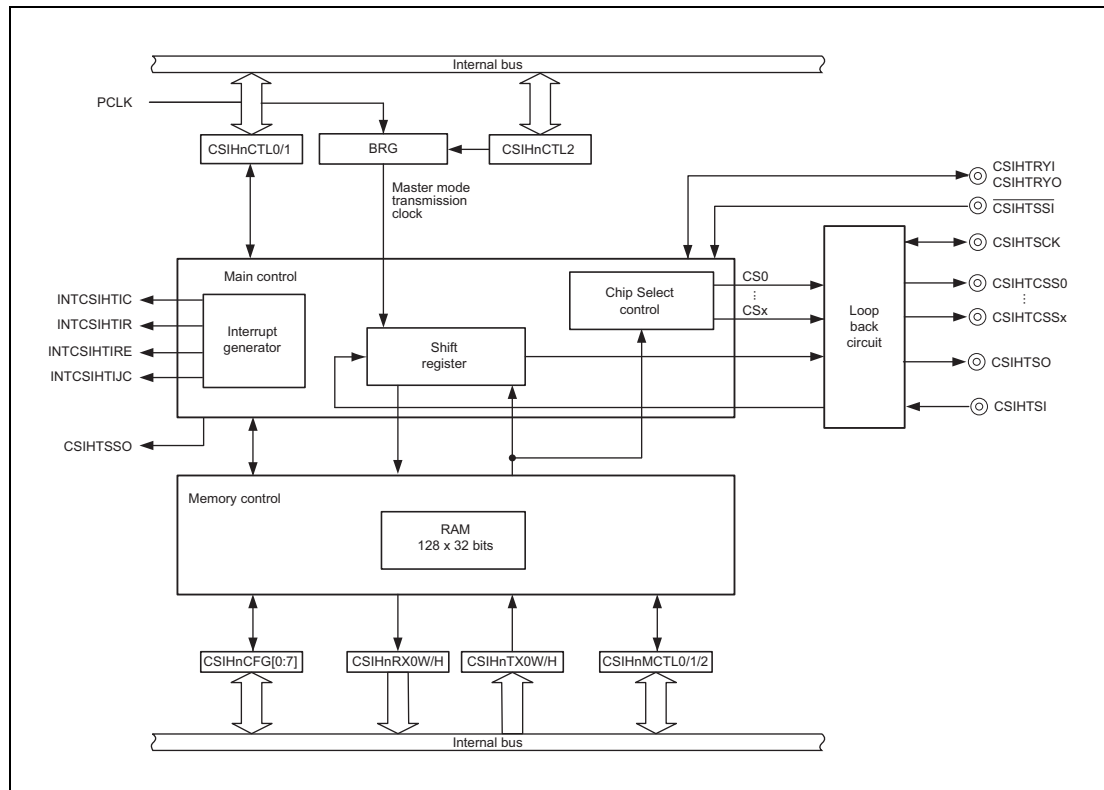 Internal bus
PCLK
CSIHnCTL0/1
BRG
CSIHnCTL2
Master mode
transmission
clock
CSIHTRYI
CSIHTRYO
CSIHTSSI
CSIHTSCK
CSIHTCSS0
⋮
CSIHTCSSx
CSIHTSO
CSIHTSI
Main control
Chip Select
control
CS0
⋮
CSx
Loop
back
circuit
INTCSIHTIC
INTCSIHTIR
INTCSIHTIRE
INTCSIHTIJC
Interrupt
generator
Shift
register
CSIHTSSO
Memory control
RAM
128 x 32 bits
CSIHnCFG[0:7]
CSIHnRX0W/H
CSIHnTX0W/H
CSIHnMCTL0/1/2
Internal bus